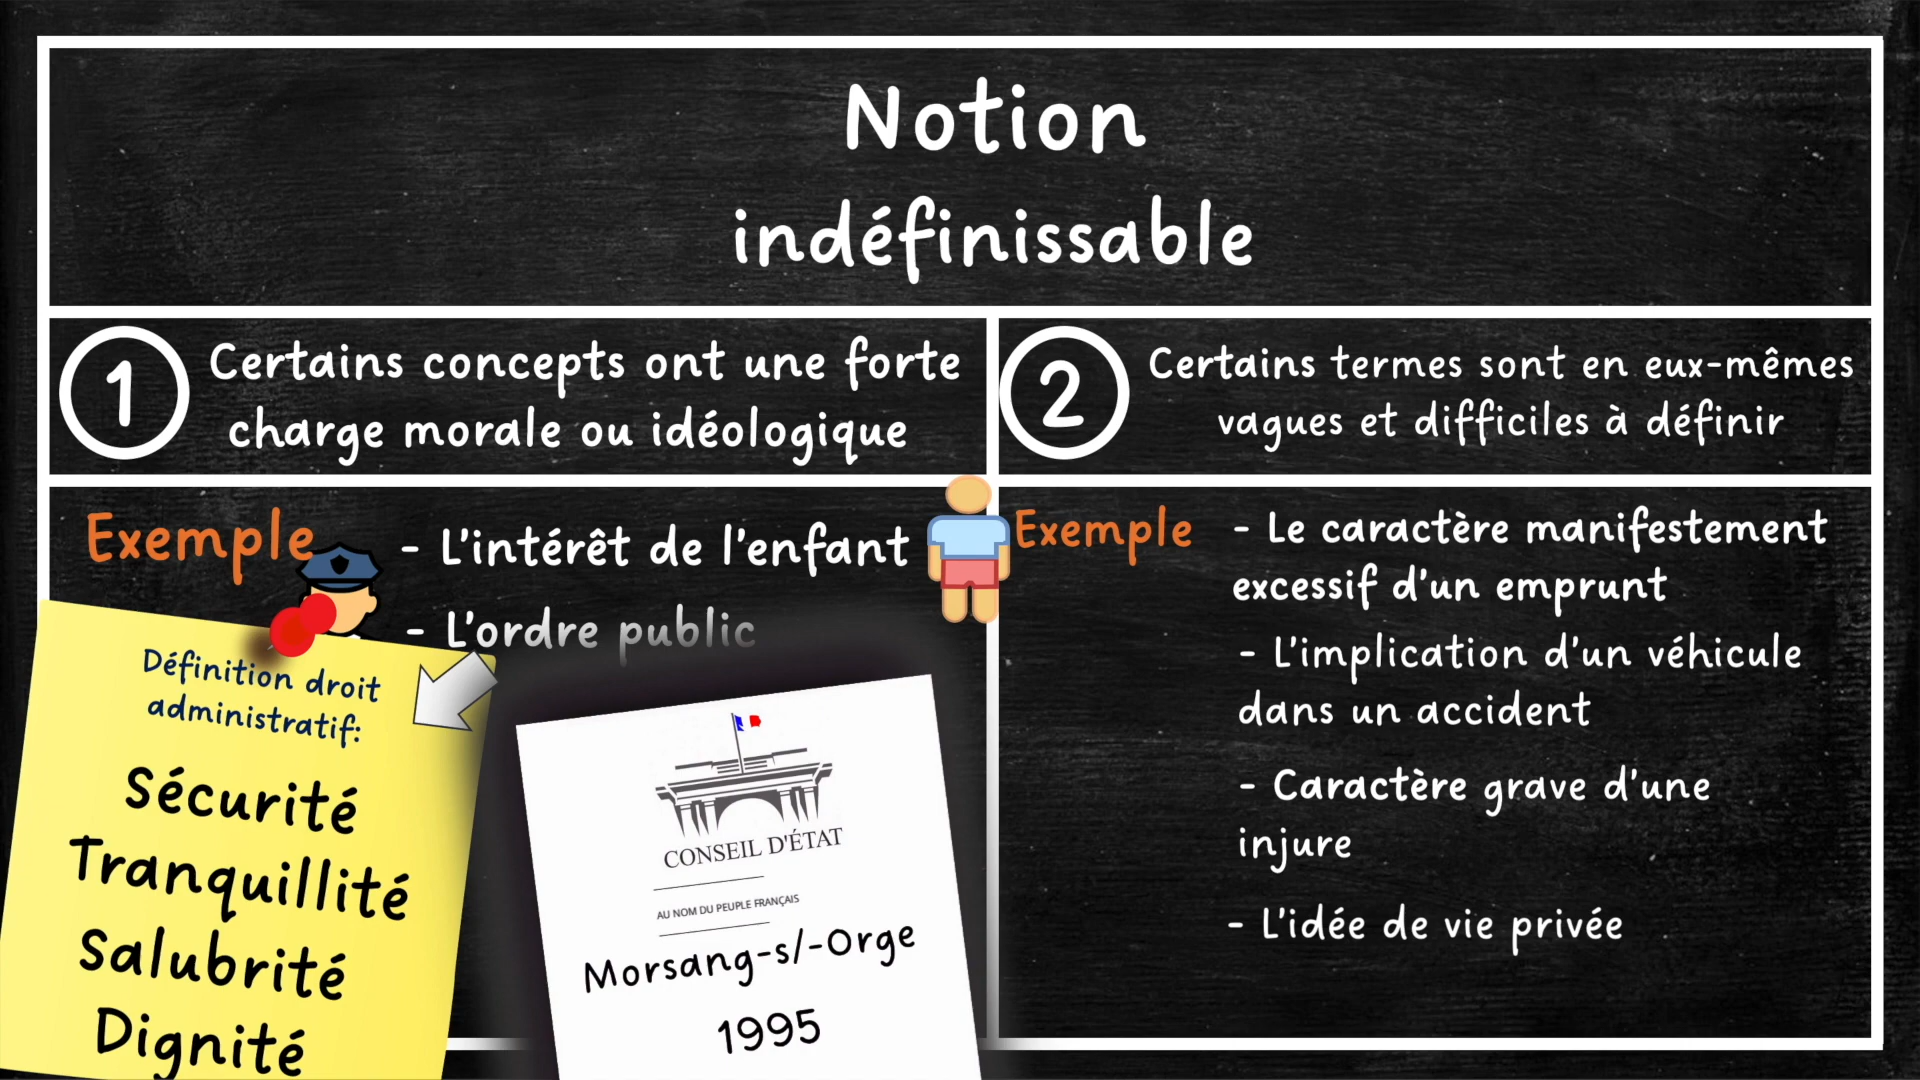 Notion
indéfinissable
1
Certains concepts ont une forte
charge morale ou idéologique
2
Certains termes sont en eux-mêmes
vagues et difficiles à définir
Exemple
- L'intérêt de l'enfant
- L'ordre public
Définition droit
administratif:
Sécurité
Tranquillité
Salubrité
Dignité
CONSEIL D'ÉTAT
AU NOM DU PEUPLE FRANÇAIS
Morsang-s/-Orge
1995
Exemple
- Le caractère manifestement
excessif d'un emprunt
- L'implication d'un véhicule
dans un accident
- Caractère grave d'une
injure
- L'idée de vie privée